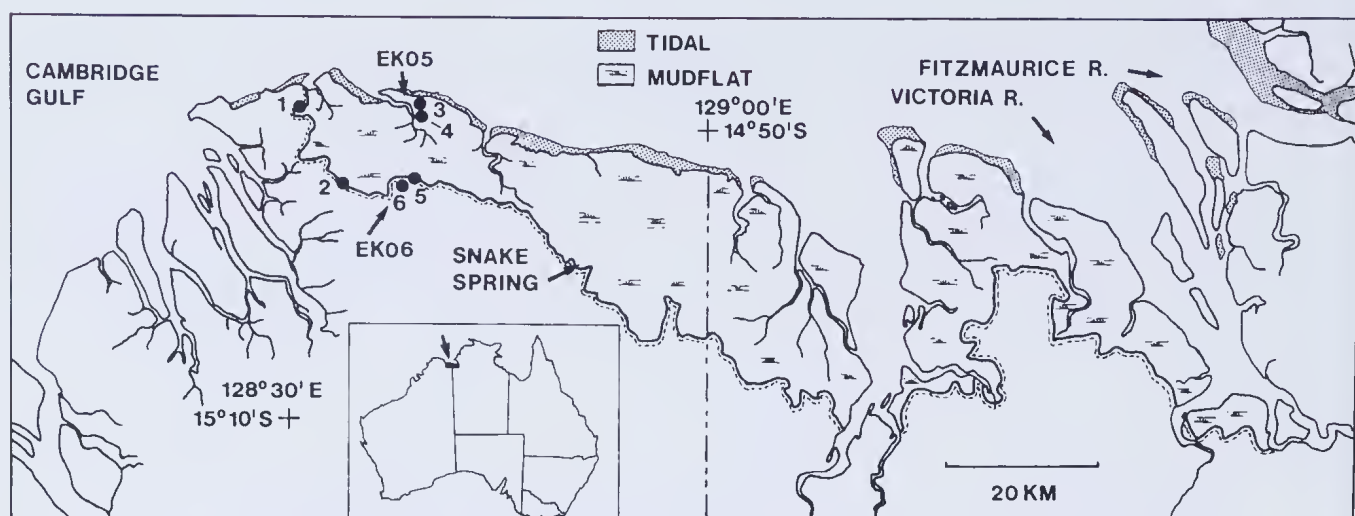 CAMBRIDGE
GULF
EK05
TIDAL
MUDFLAT
129°00'E
14°50'S
FITZMAURICE R.
VICTORIA R.
1
2
3
4
5
6
EK06
SNAKE
SPRING
128°30'E
15°10'S
20 KM